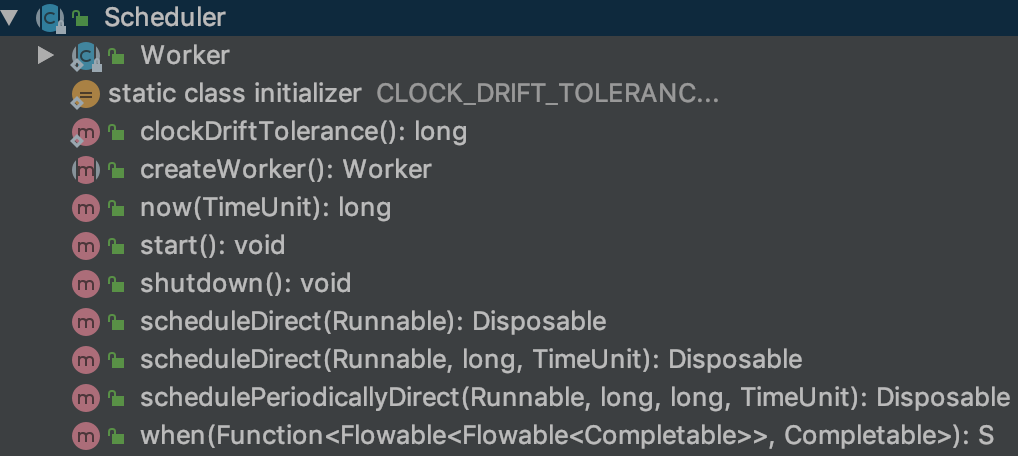 Scheduler
Worker
static class initializer CLOCK_DRIFT_TOLERANC...
clockDriftTolerance(): long
createWorker(): Worker
now(TimeUnit): long
start(): void
shutdown(): void
scheduleDirect(Runnable): Disposable
scheduleDirect(Runnable, long, TimeUnit): Disposable
schedulePeriodicallyDirect(Runnable, long, long, TimeUnit): Disposable
when(Function<Flowable<Flowable<Completable>>, Completable>): S